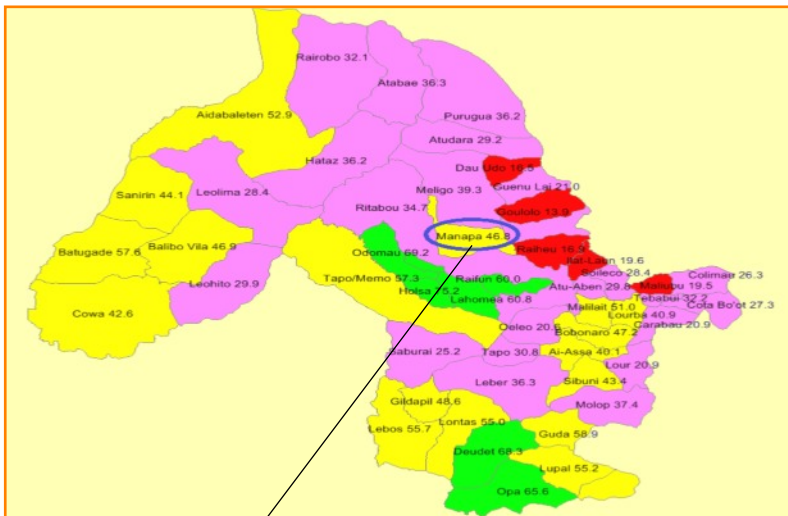 Rairobo 32.1
Atabae 36.3
Purugua 36.2
Aidabaleten 52.9
Atudara 29.2
Hataz 36.2
Dau Udo 16.5
Guenu Lai 21.0
Meligo 39.3
Leolima 28.4
Sanirin 44.1
Ritabou 34.7
Goulolo 13.9
Manapa 46.8
Balibo Vila 46.9
Batugade 57.6
Odomau 69.2
Raiheu 16.9
Jlat-Laun 19.6
Soileco 28.4
Colimau 26.3
Tapo/Memo 57.3
Raifun 60.0
Leohito 29.9
Holsa 75.2
Atu-Aben 29.8
Maliubu 19.5
Tebabui 32.2
Lahomea 60.8
Cota Bo'ot 27.3
Malilait 51.0
Lourba 40.9
Cowa 42.6
Oeleo 20.6
Carabau 20.9
Bobonaro 47.2
Saburai 25.2
Tapo 30.8
Ai-Assa 40.1
Lour 20.9
Leber 36.3
Sibuni 43.4
Gildapil 48.6
Molop 37.4
Lebos 55.7
Lontas 55.0
Guda 58.9
Deudet 68.3
Lupal 55.2
Opa 65.6